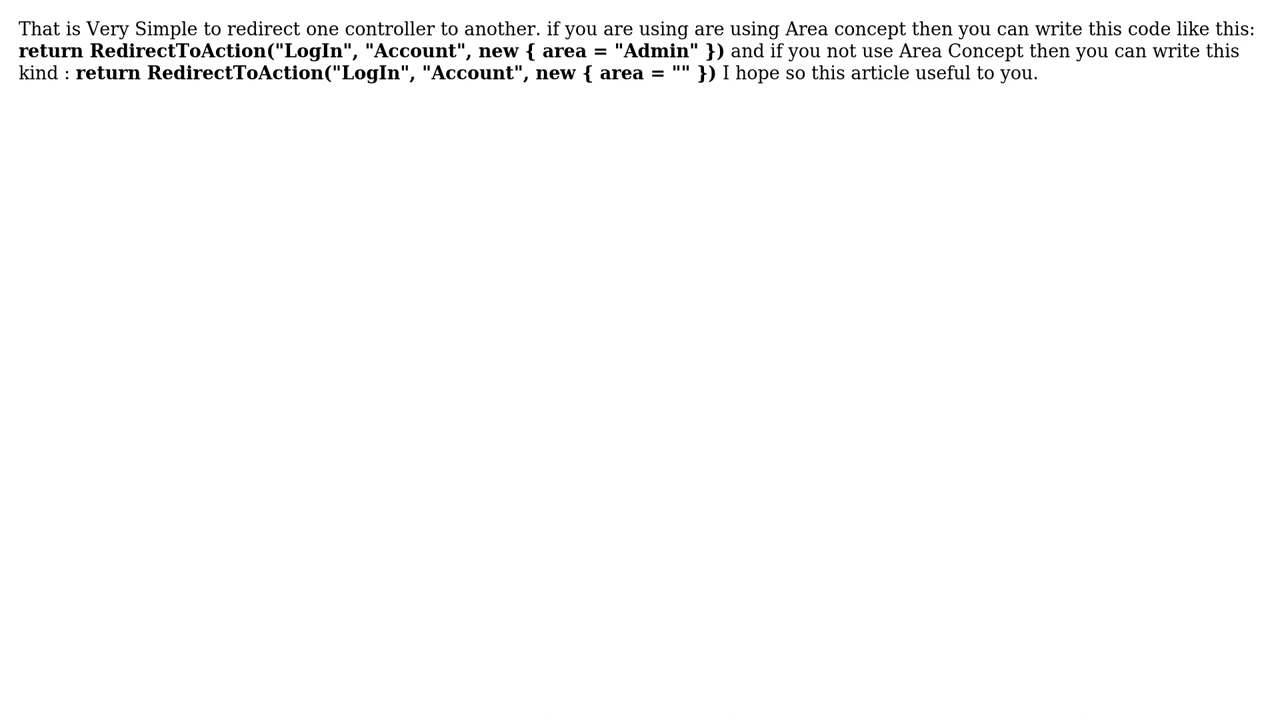 That is Very Simple to redirect one controller to another. if you are using are using Area concept then you can write this code like this:
return RedirectToAction("LogIn", "Account", new { area = "Admin" }) and if you not use Area Concept then you can write this
kind : return RedirectToAction("LogIn", "Account", new { area = "" }) I hope so this article useful to you.